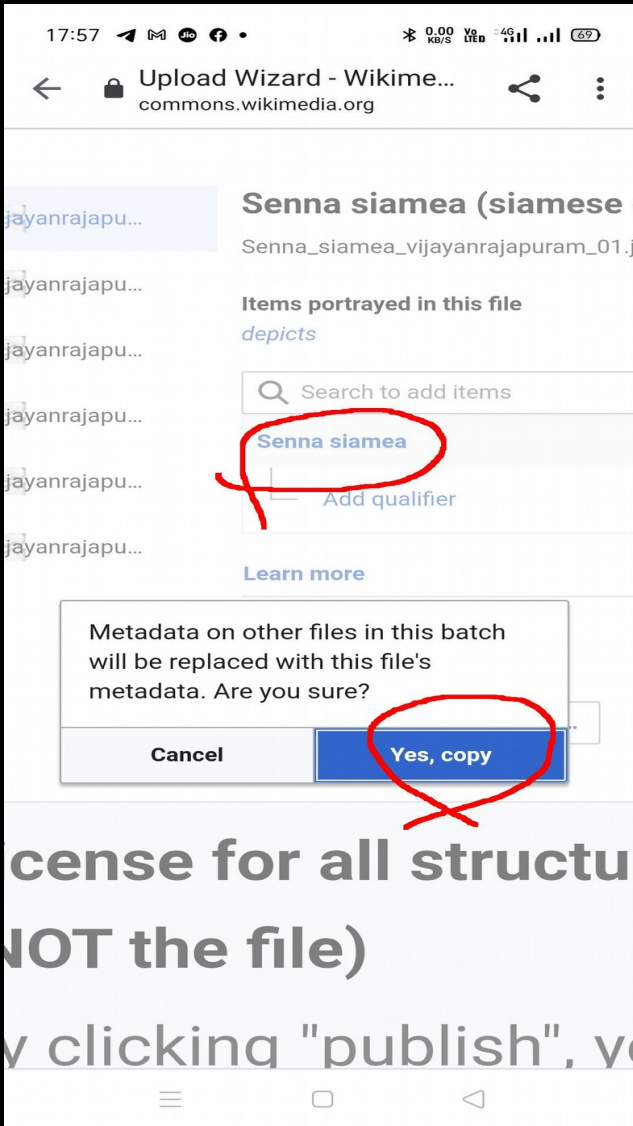 17:57
Jio
0.00 KB/S
Vo LTE D
4G
69
Upload Wizard - Wikime...
commons.wikimedia.org
jayanrajapu...
Senna siamea (siamese
Senna_siamea_vijayanrajapuram_01.j
jayanrajapu...
Items portrayed in this file
depicts
jayanrajapu...
Search to add items
jayanrajapu...
Senna siamea
jayanrajapu...
Add qualifier
jayanrajapu...
Learn more
Metadata on other files in this batch
will be replaced with this file's
metadata. Are you sure?
Cancel
Yes, copy
icense for all structu
NOT the file)
y clicking "publish", yo